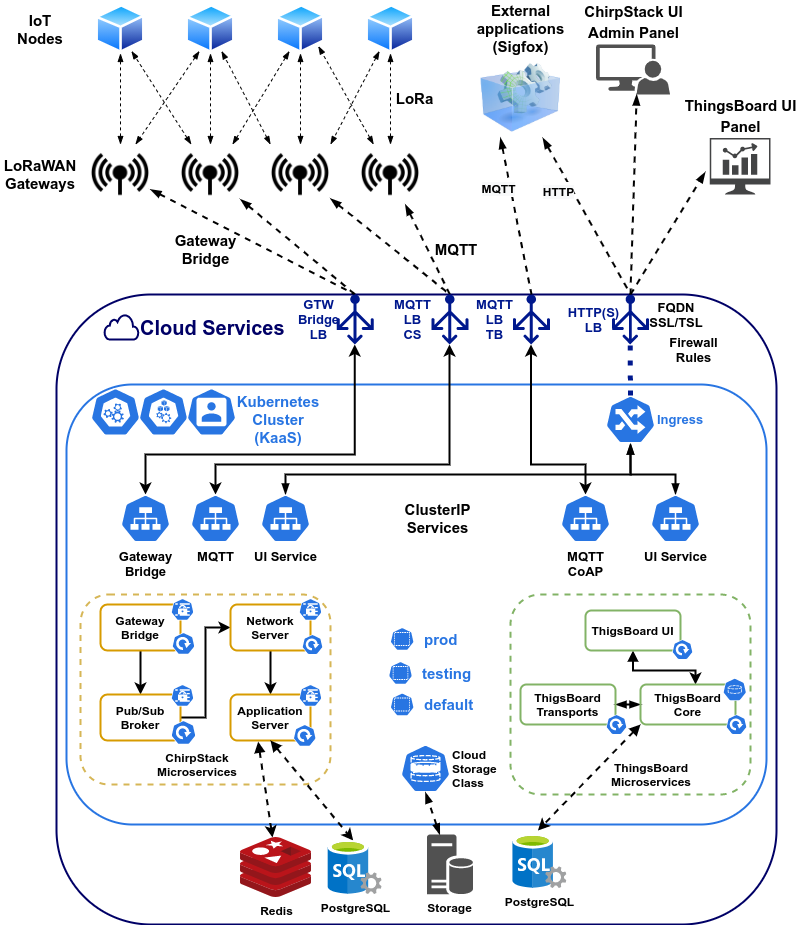 IoT
Nodes
External
applications
(Sigfox)
ChirpStack UI
Admin Panel
LoRa
ThingsBoard UI
Panel
LoRaWAN
Gateways
MQTT
HTTP
Gateway
Bridge
MQTT
Cloud Services
GTW
Bridge
LB
MQTT
LB
CS
MQTT
LB
TB
HTTP(S)
LB
FQDN
SSL/TSL
Firewall
Rules
Kubernetes
Cluster
(KaaS)
Ingress
ClusterIP
Services
Gateway
Bridge
MQTT
UI Service
MQTT
CoAP
UI Service
Gateway
Bridge
Network
Server
Pub/Sub
Broker
Application
Server
ChirpStack
Microservices
prod
testing
default
ThigsBoard UI
ThigsBoard
Transports
ThigsBoard
Core
ThingsBoard
Microservices
Cloud
Storage
Class
Redis
SQL
PostgreSQL
Storage
SQL
PostgreSQL